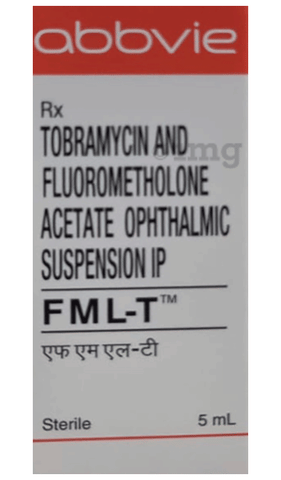 abbvie
Rx
TOBRAMYCIN AND
FLUOROMETHOLONE
ACETATE OPHTHALMIC
SUSPENSION IP
FML-T™
एफ एम एल-टी
Sterile 5 mL